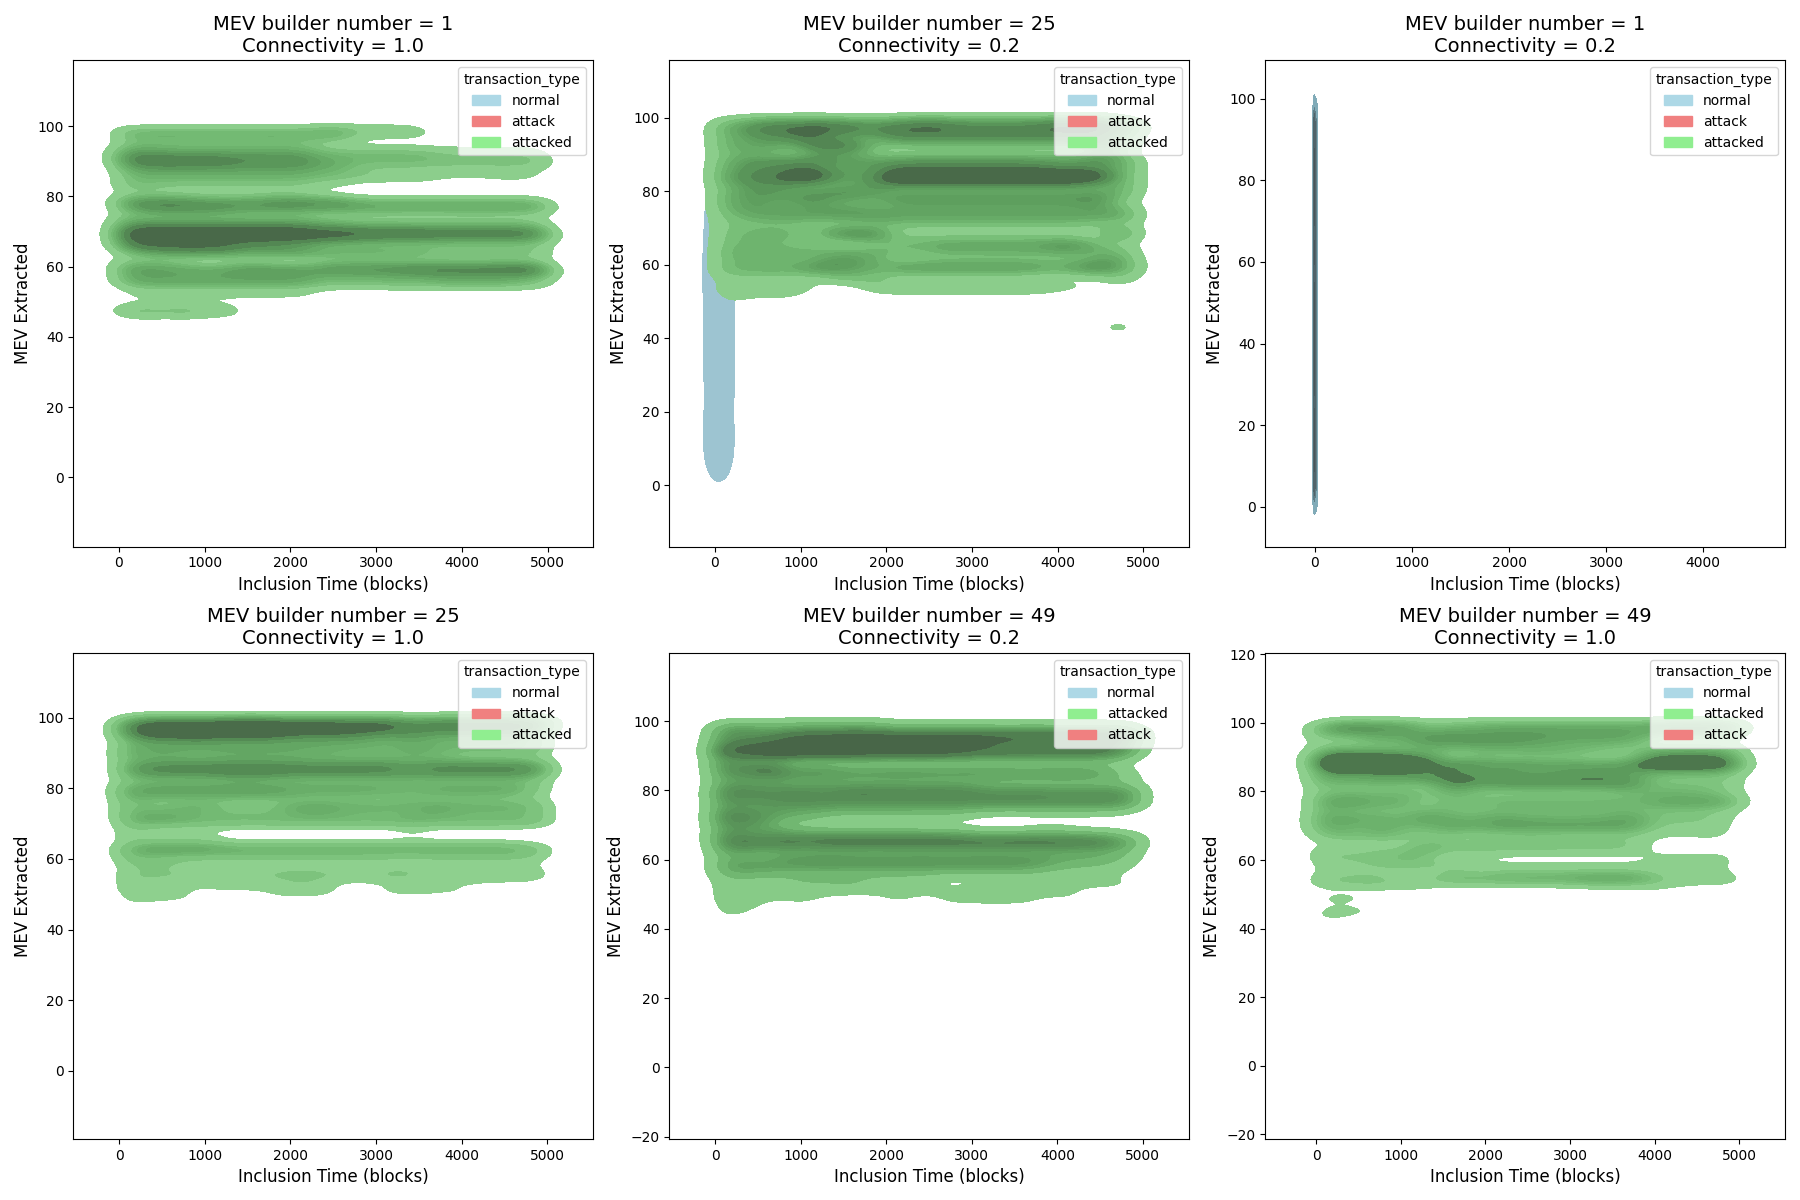 MEV builder number = 1
Connectivity = 1.0
transaction_type
normal
attack
attacked
MEV Extracted
100
80
60
40
20
0
0 1000 2000 3000 4000 5000
Inclusion Time (blocks)
MEV builder number = 25
Connectivity = 0.2
transaction_type
normal
attack
attacked
MEV Extracted
100
80
60
40
20
0
0 1000 2000 3000 4000 5000
Inclusion Time (blocks)
MEV builder number = 1
Connectivity = 0.2
transaction_type
normal
attack
attacked
MEV Extracted
100
80
60
40
20
0
0 1000 2000 3000 4000
Inclusion Time (blocks)
MEV builder number = 25
Connectivity = 1.0
transaction_type
normal
attack
attacked
MEV Extracted
100
80
60
40
20
0
0 1000 2000 3000 4000 5000
Inclusion Time (blocks)
MEV builder number = 49
Connectivity = 0.2
transaction_type
normal
attacked
attack
MEV Extracted
100
80
60
40
20
0
−20
0 1000 2000 3000 4000 5000
Inclusion Time (blocks)
MEV builder number = 49
Connectivity = 1.0
transaction_type
normal
attacked
attack
MEV Extracted
120
100
80
60
40
20
0
−20
0 1000 2000 3000 4000 5000
Inclusion Time (blocks)